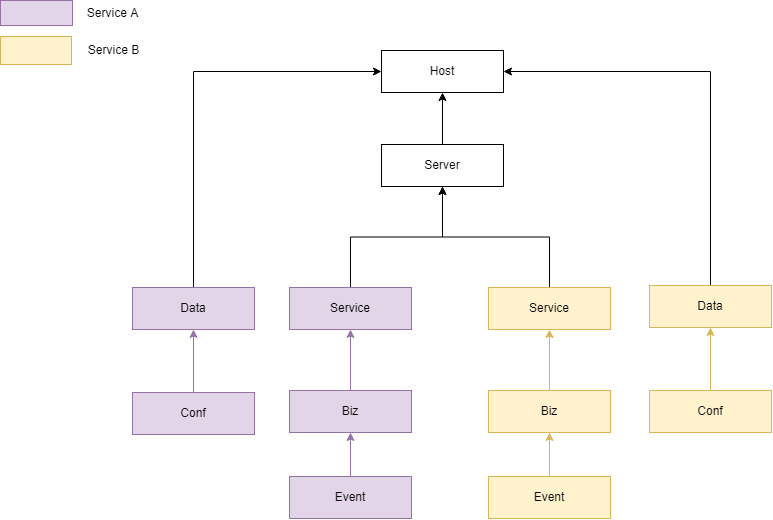 Service A
Service B
Host
Server
Data
Service
Service
Data
Conf
Biz
Biz
Conf
Event
Event